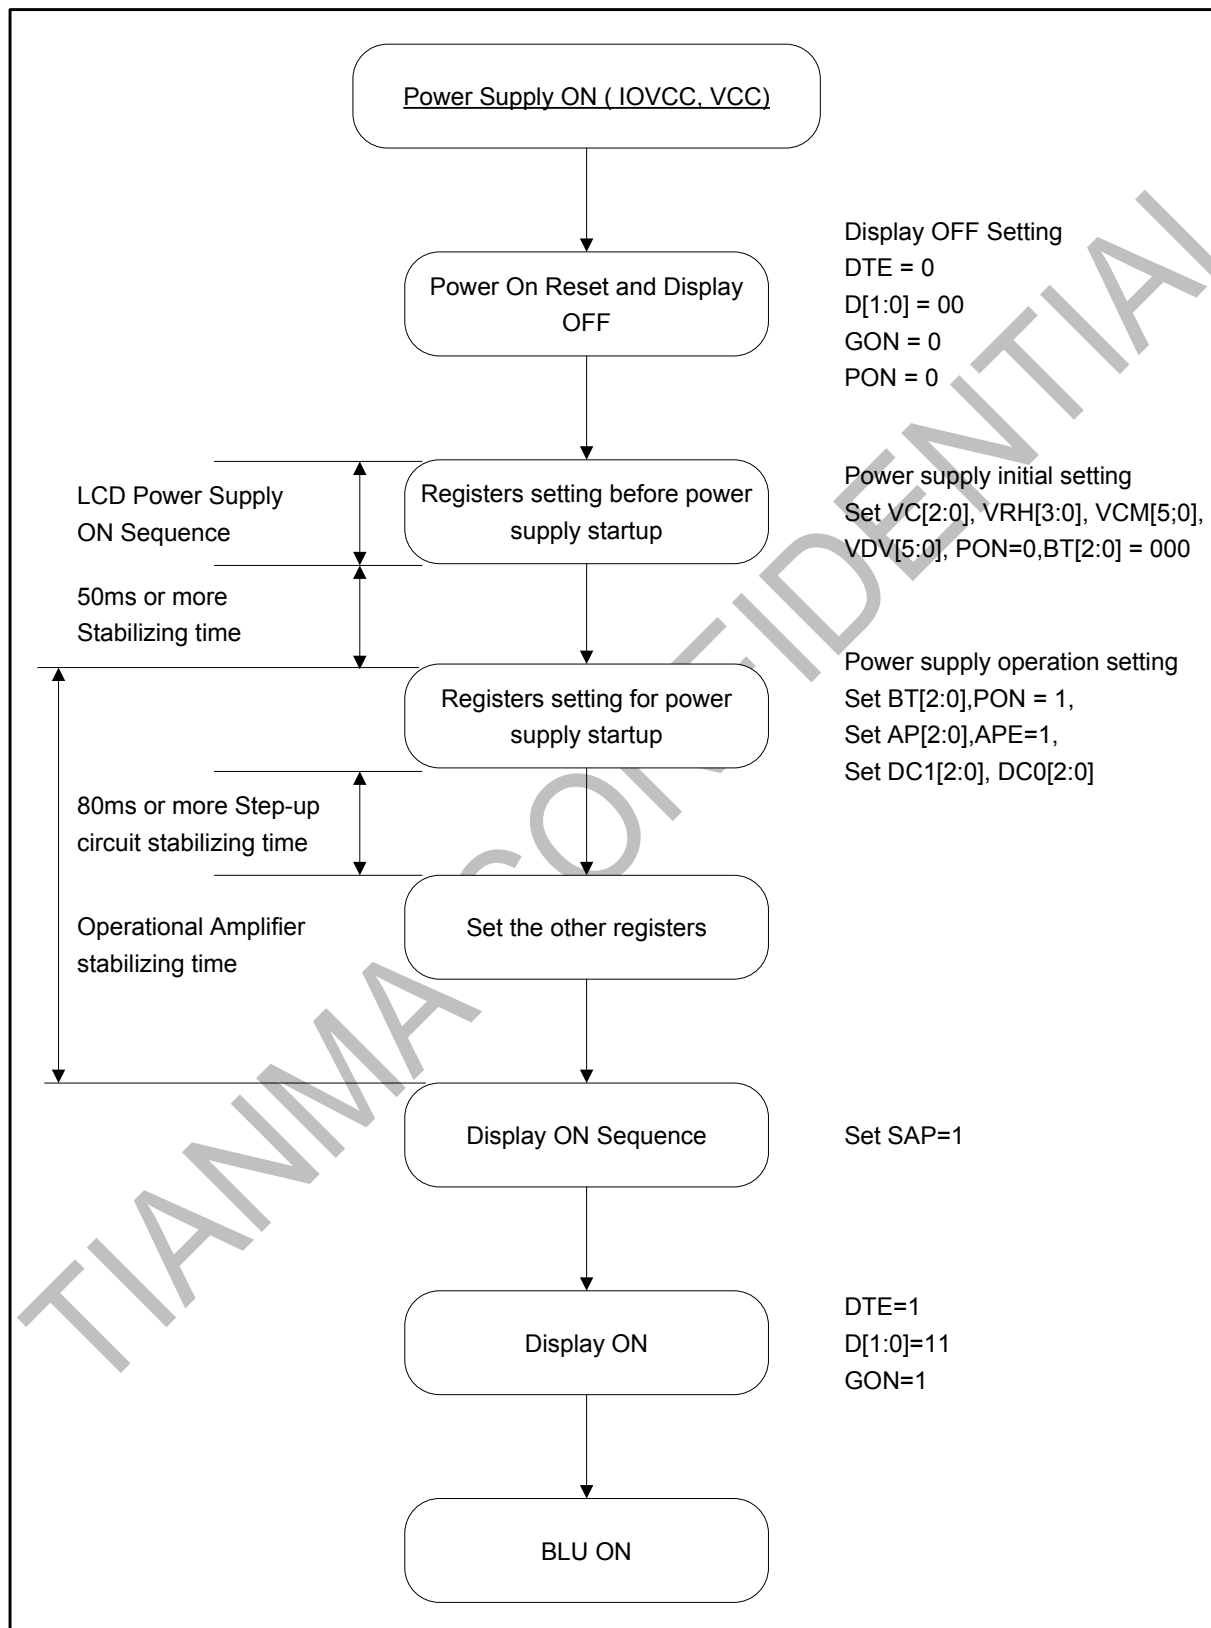 Power Supply ON ( IOVCC, VCC)
Power On Reset and Display
OFF
Display OFF Setting
DTE = 0
D[1:0] = 00
GON = 0
PON = 0
LCD Power Supply
ON Sequence
Registers setting before power
supply startup
Power supply initial setting
Set VC[2:0], VRH[3:0], VCM[5;0],
VDV[5:0], PON=0,BT[2:0] = 000
50ms or more
Stabilizing time
Registers setting for power
supply startup
Power supply operation setting
Set BT[2:0],PON = 1,
Set AP[2:0],APE=1,
Set DC1[2:0], DC0[2:0]
80ms or more Step-up
circuit stabilizing time
Operational Amplifier
stabilizing time
Set the other registers
Display ON Sequence
Set SAP=1
Display ON
DTE=1
D[1:0]=11
GON=1
BLU ON
TIANMA CONFIDENTIAL